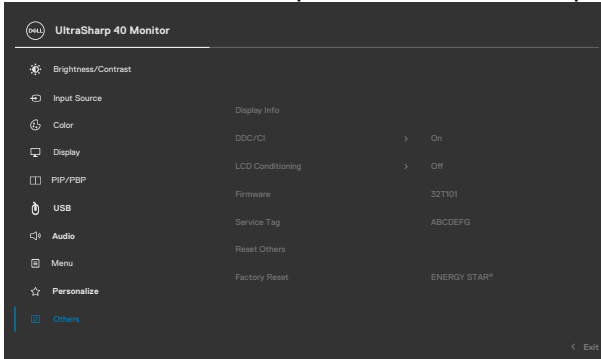 DELL UltraSharp 40 Monitor
Brightness/Contrast
Input Source
Color
Display
PIP/PBP
USB
Audio
Menu
Personalize
Others
Display Info
DDC/CI > On
LCD Conditioning > Off
Firmware 32T101
Service Tag ABCDEFG
Reset Others
Factory Reset ENERGY STAR®
< Exit